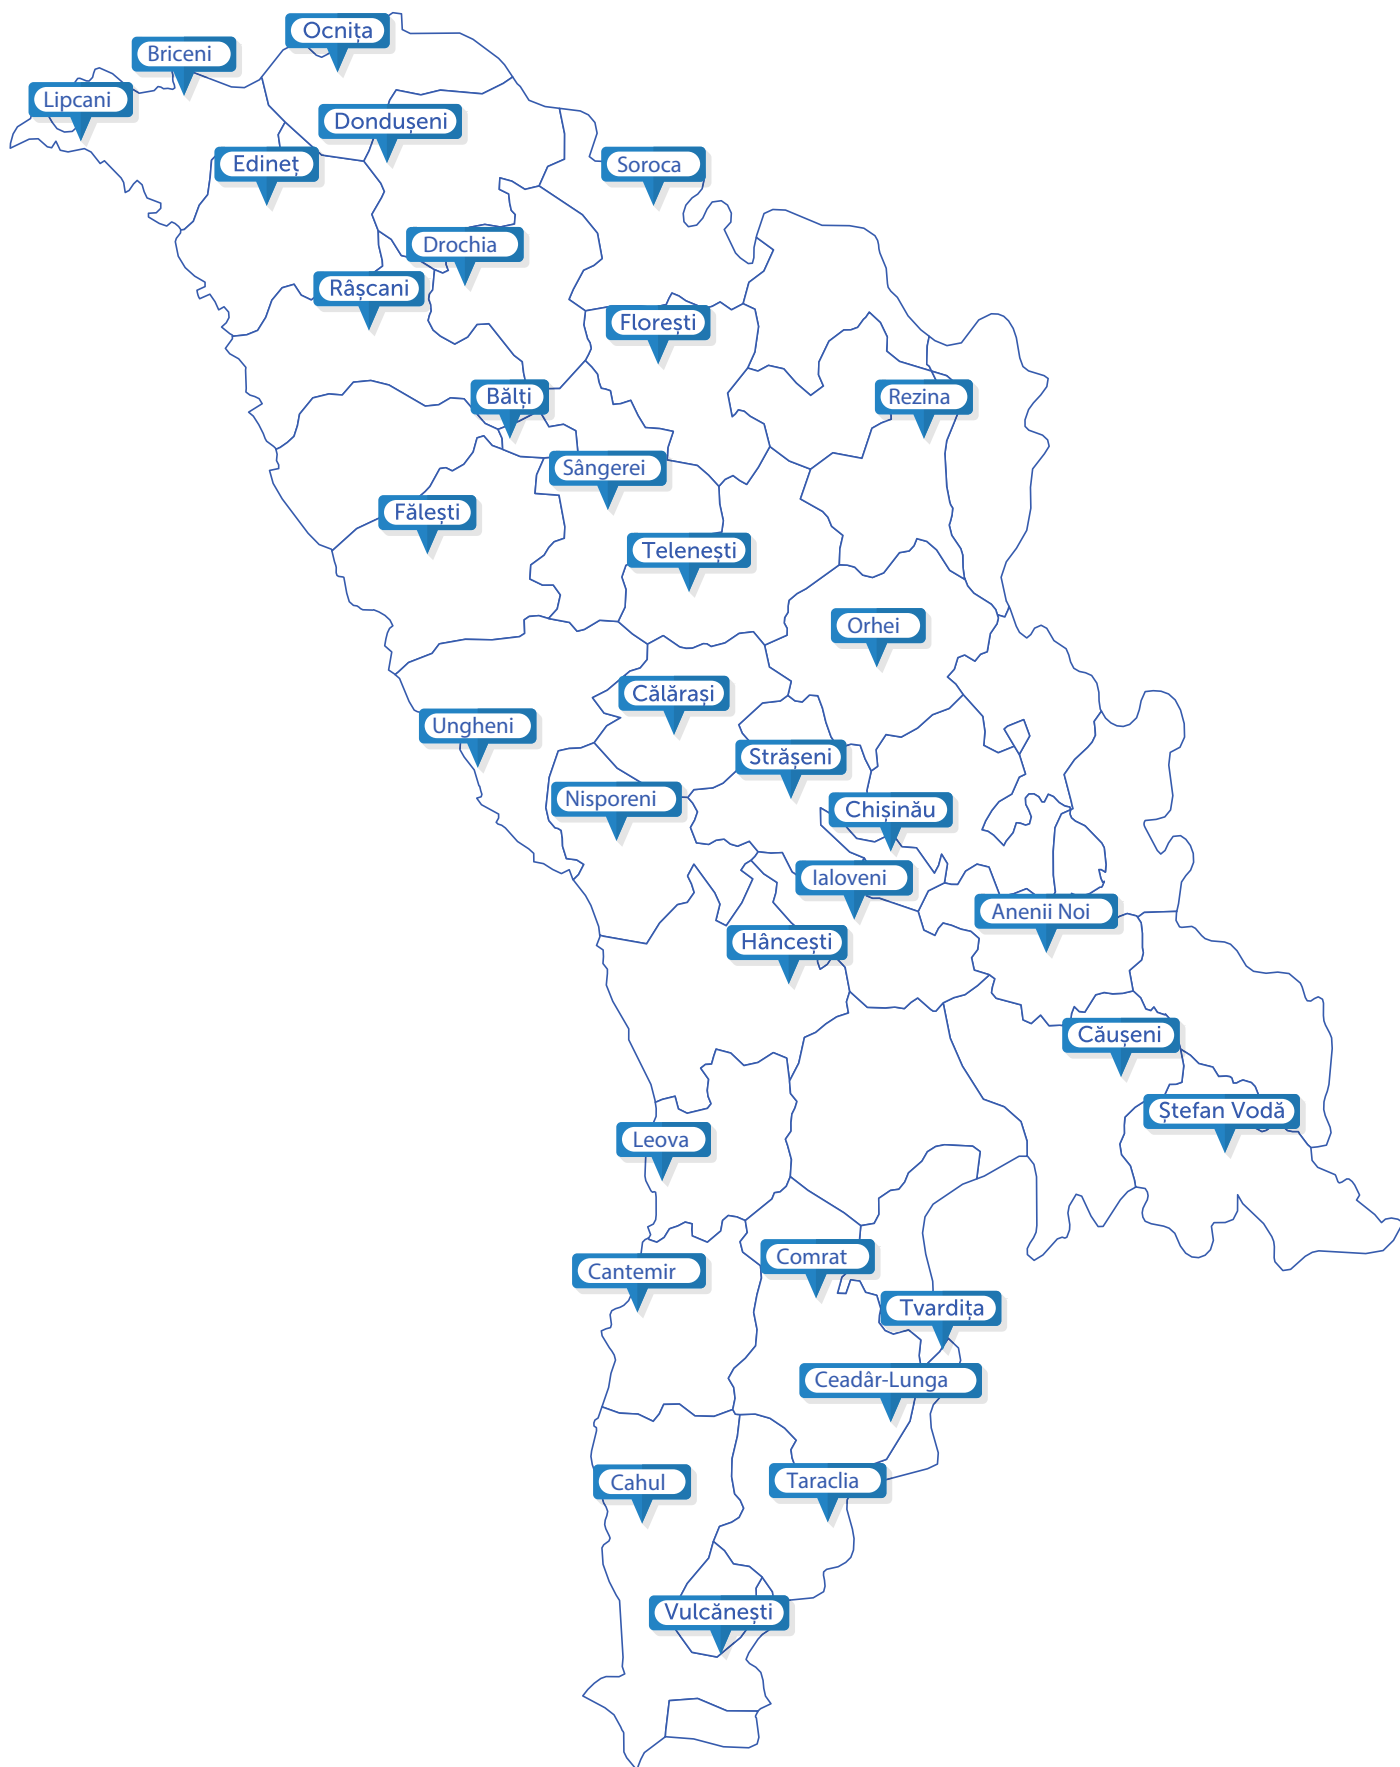 Ocnița
Briceni
Lipcani
Dondușeni
Edineț
Soroca
Drochia
Râșcani
Florești
Bălți
Rezina
Sângerei
Fălești
Telenești
Orhei
Călărași
Ungheni
Strășeni
Nisporeni
Chișinău
Ialoveni
Anenii Noi
Hâncești
Căușeni
Ștefan Vodă
Leova
Comrat
Cantemir
Tvardița
Ceadâr-Lunga
Cahul
Taraclia
Vulcănești